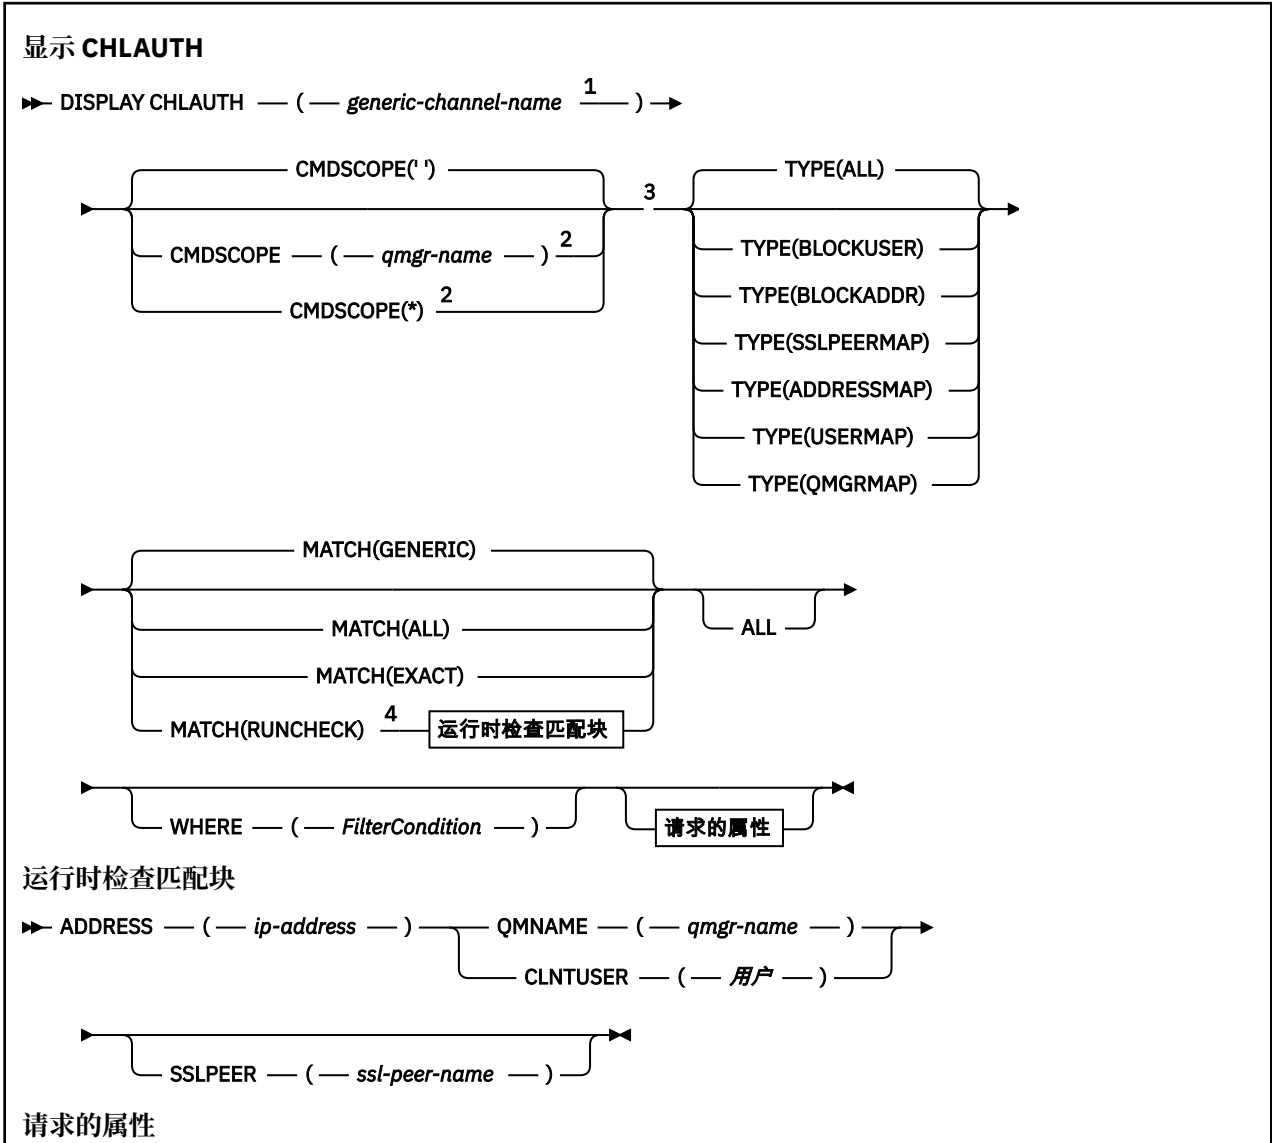 显示 CHLAUTH
DISPLAY CHLAUTH ( generic-channel-name 1 )
CMDSCOPE(' ')
CMDSCOPE ( qmgr-name ) 2
CMDSCOPE(*) 2
3
TYPE(ALL)
TYPE(BLOCKUSER)
TYPE(BLOCKADDR)
TYPE(SSLPEERMAP)
TYPE(ADDRESSMAP)
TYPE(USERMAP)
TYPE(QMGRMAP)
MATCH(GENERIC)
MATCH(ALL)
MATCH(EXACT)
MATCH(RUNCHECK) 4 运行时检查匹配块
ALL
WHERE ( FilterCondition )
请求的属性
运行时检查匹配块
ADDRESS ( ip-address ) QMNAME ( qmgr-name )
CLNTUSER ( 用户 )
SSLPEER ( ssl-peer-name )
请求的属性